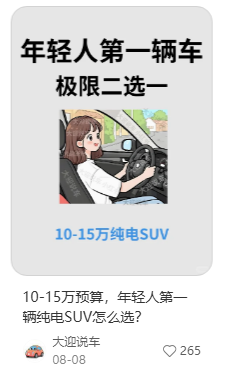 年轻人第一辆车
极限二选一
10-15万纯电SUV
10-15万预算，年轻人第一
辆纯电SUV怎么选？
大迎说车
08-08
265